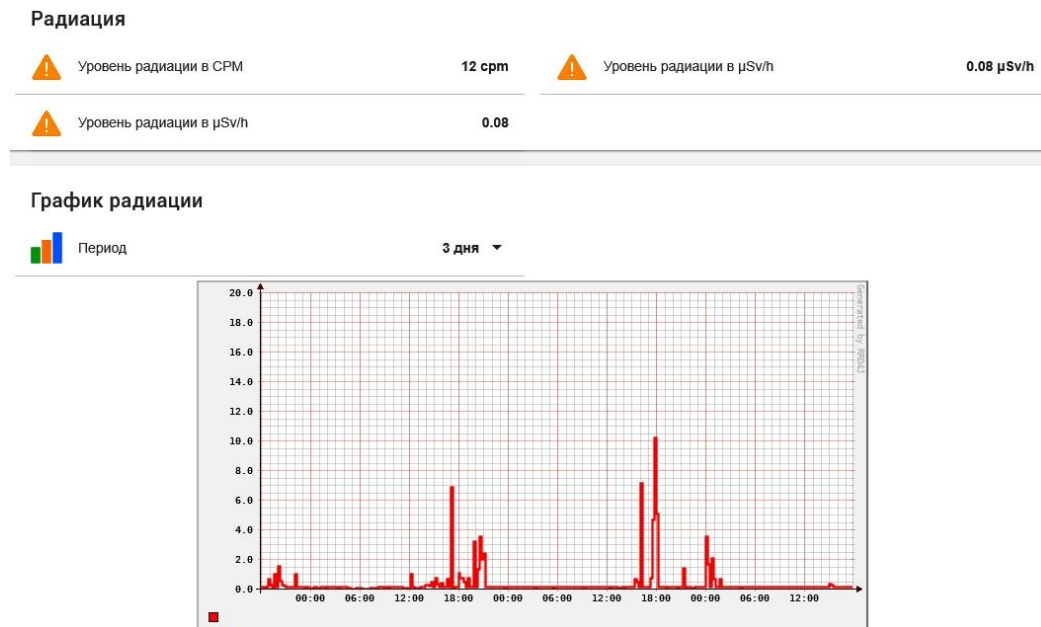 Радиация
Уровень радиации в CPM 12 cpm Уровень радиации в µSv/h 0.08 µSv/h
Уровень радиации в µSv/h 0.08
График радиации
Период 3 дня
20.0
18.0
16.0
14.0
12.0
10.0
8.0
6.0
4.0
2.0
0.0
00:00 06:00 12:00 18:00 00:00 06:00 12:00 18:00 00:00 06:00 12:00
Generated by RRD4J